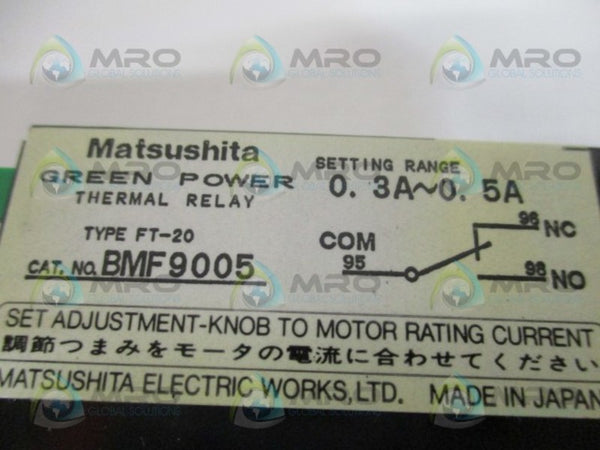 Matsushita
GREEN POWER
THERMAL RELAY
TYPE FT-20
CAT. NO. BMF9005
SETTING RANGE
0. 3A~0. 5A
COM
95
96 NC
98 NO
SET ADJUSTMENT-KNOB TO MOTOR RATING CURRENT
調節つまみをモータの電流に合わせてください
MATSUSHITA ELECTRIC WORKS, LTD. MADE IN JAPAN
MRO
GLOBAL SOLUTIONS